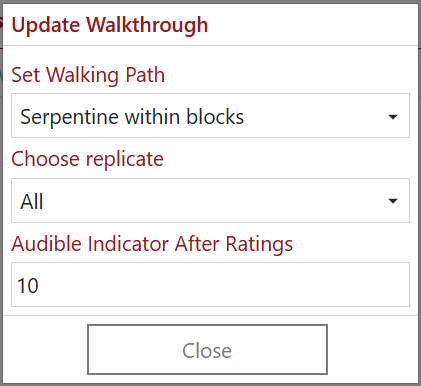 Update Walkthrough
Set Walking Path
Serpentine within blocks
Choose replicate
All
Audible Indicator After Ratings
10
Close